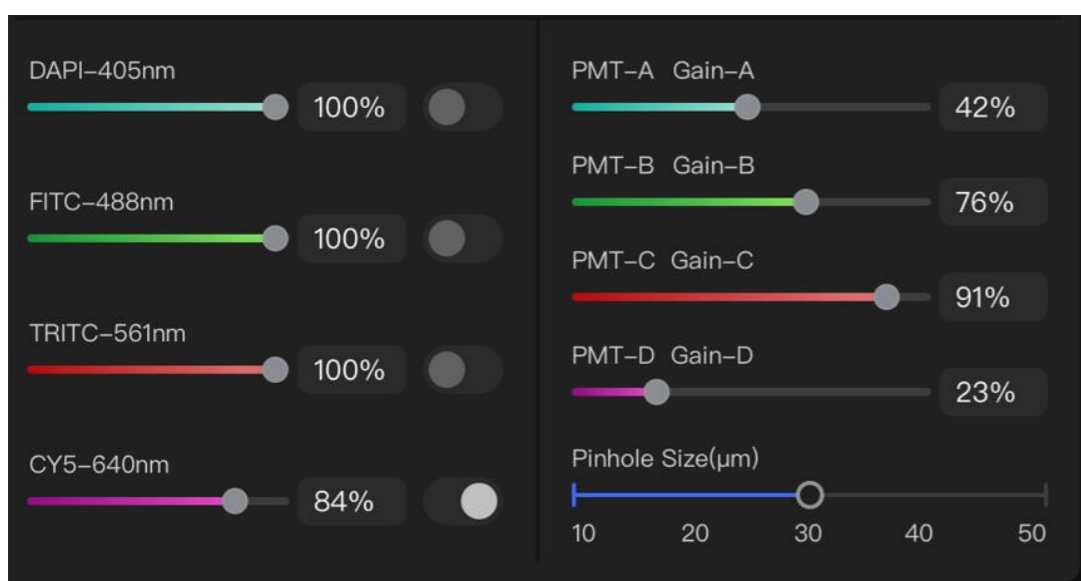 DAPI–405nm
100%
FITC–488nm
100%
TRITC–561nm
100%
CY5–640nm
84%
PMT–A Gain–A
42%
PMT–B Gain–B
76%
PMT–C Gain–C
91%
PMT–D Gain–D
23%
Pinhole Size(μm)
10 20 30 40 50